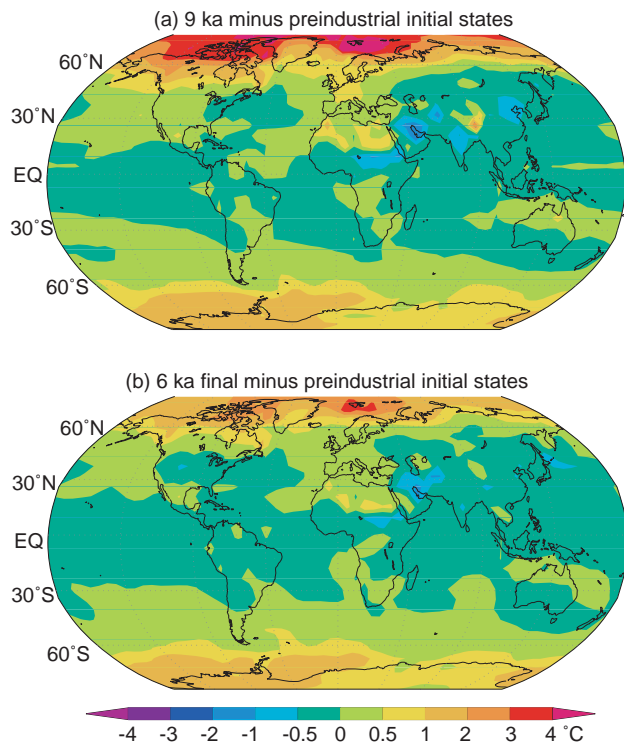 (a) 9 ka minus preindustrial initial states
60˚N
30˚N
EQ
30˚S
60˚S
(b) 6 ka final minus preindustrial initial states
60˚N
30˚N
EQ
30˚S
60˚S
-4 -3 -2 -1 -0.5 0 0.5 1 2 3 4 ˚C